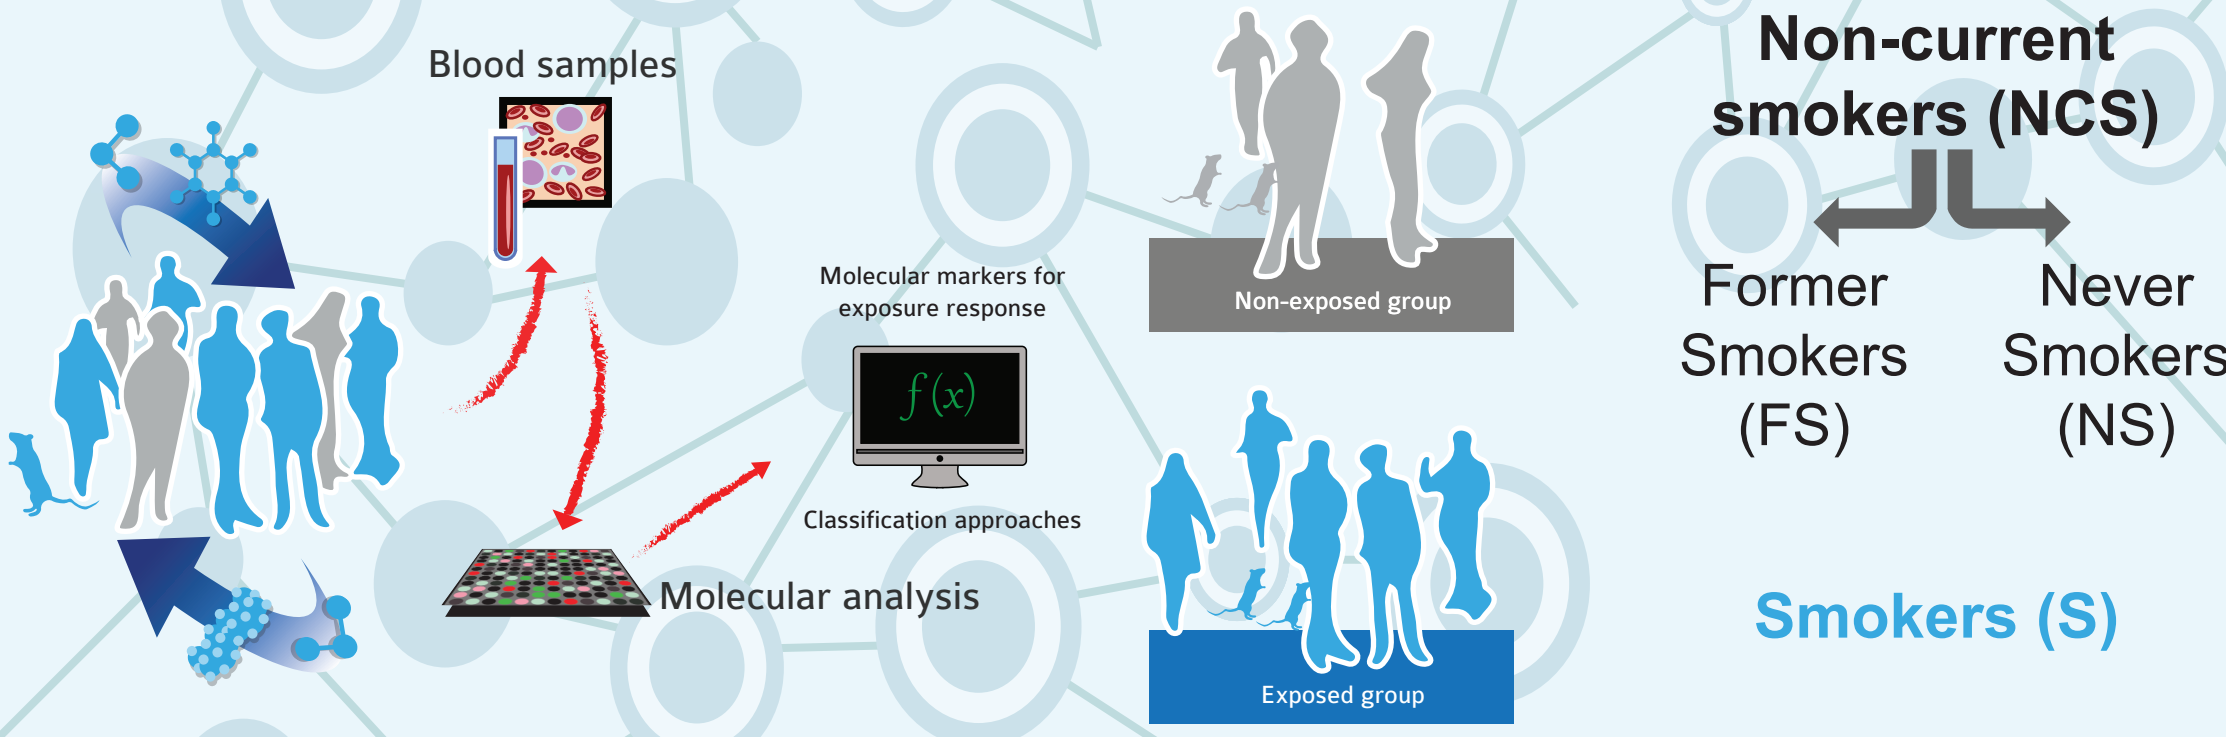 Blood samples
Molecular markers for
exposure response
f(x)
Classification approaches
Molecular analysis
Non-exposed group
Exposed group
Non-current
smokers (NCS)
Former
Smokers
(FS)
Never
Smokers
(NS)
Smokers (S)